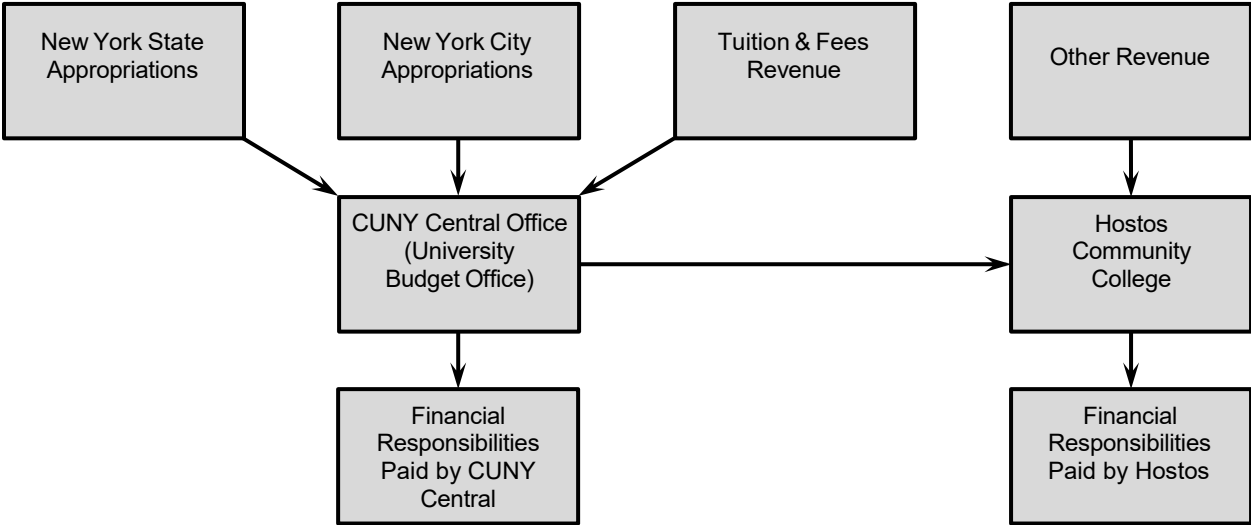 New York State
Appropriations
New York City
Appropriations
Tuition & Fees
Revenue
Other Revenue
CUNY Central Office
(University
Budget Office)
Hostos
Community
College
Financial
Responsibilities
Paid by CUNY
Central
Financial
Responsibilities
Paid by Hostos